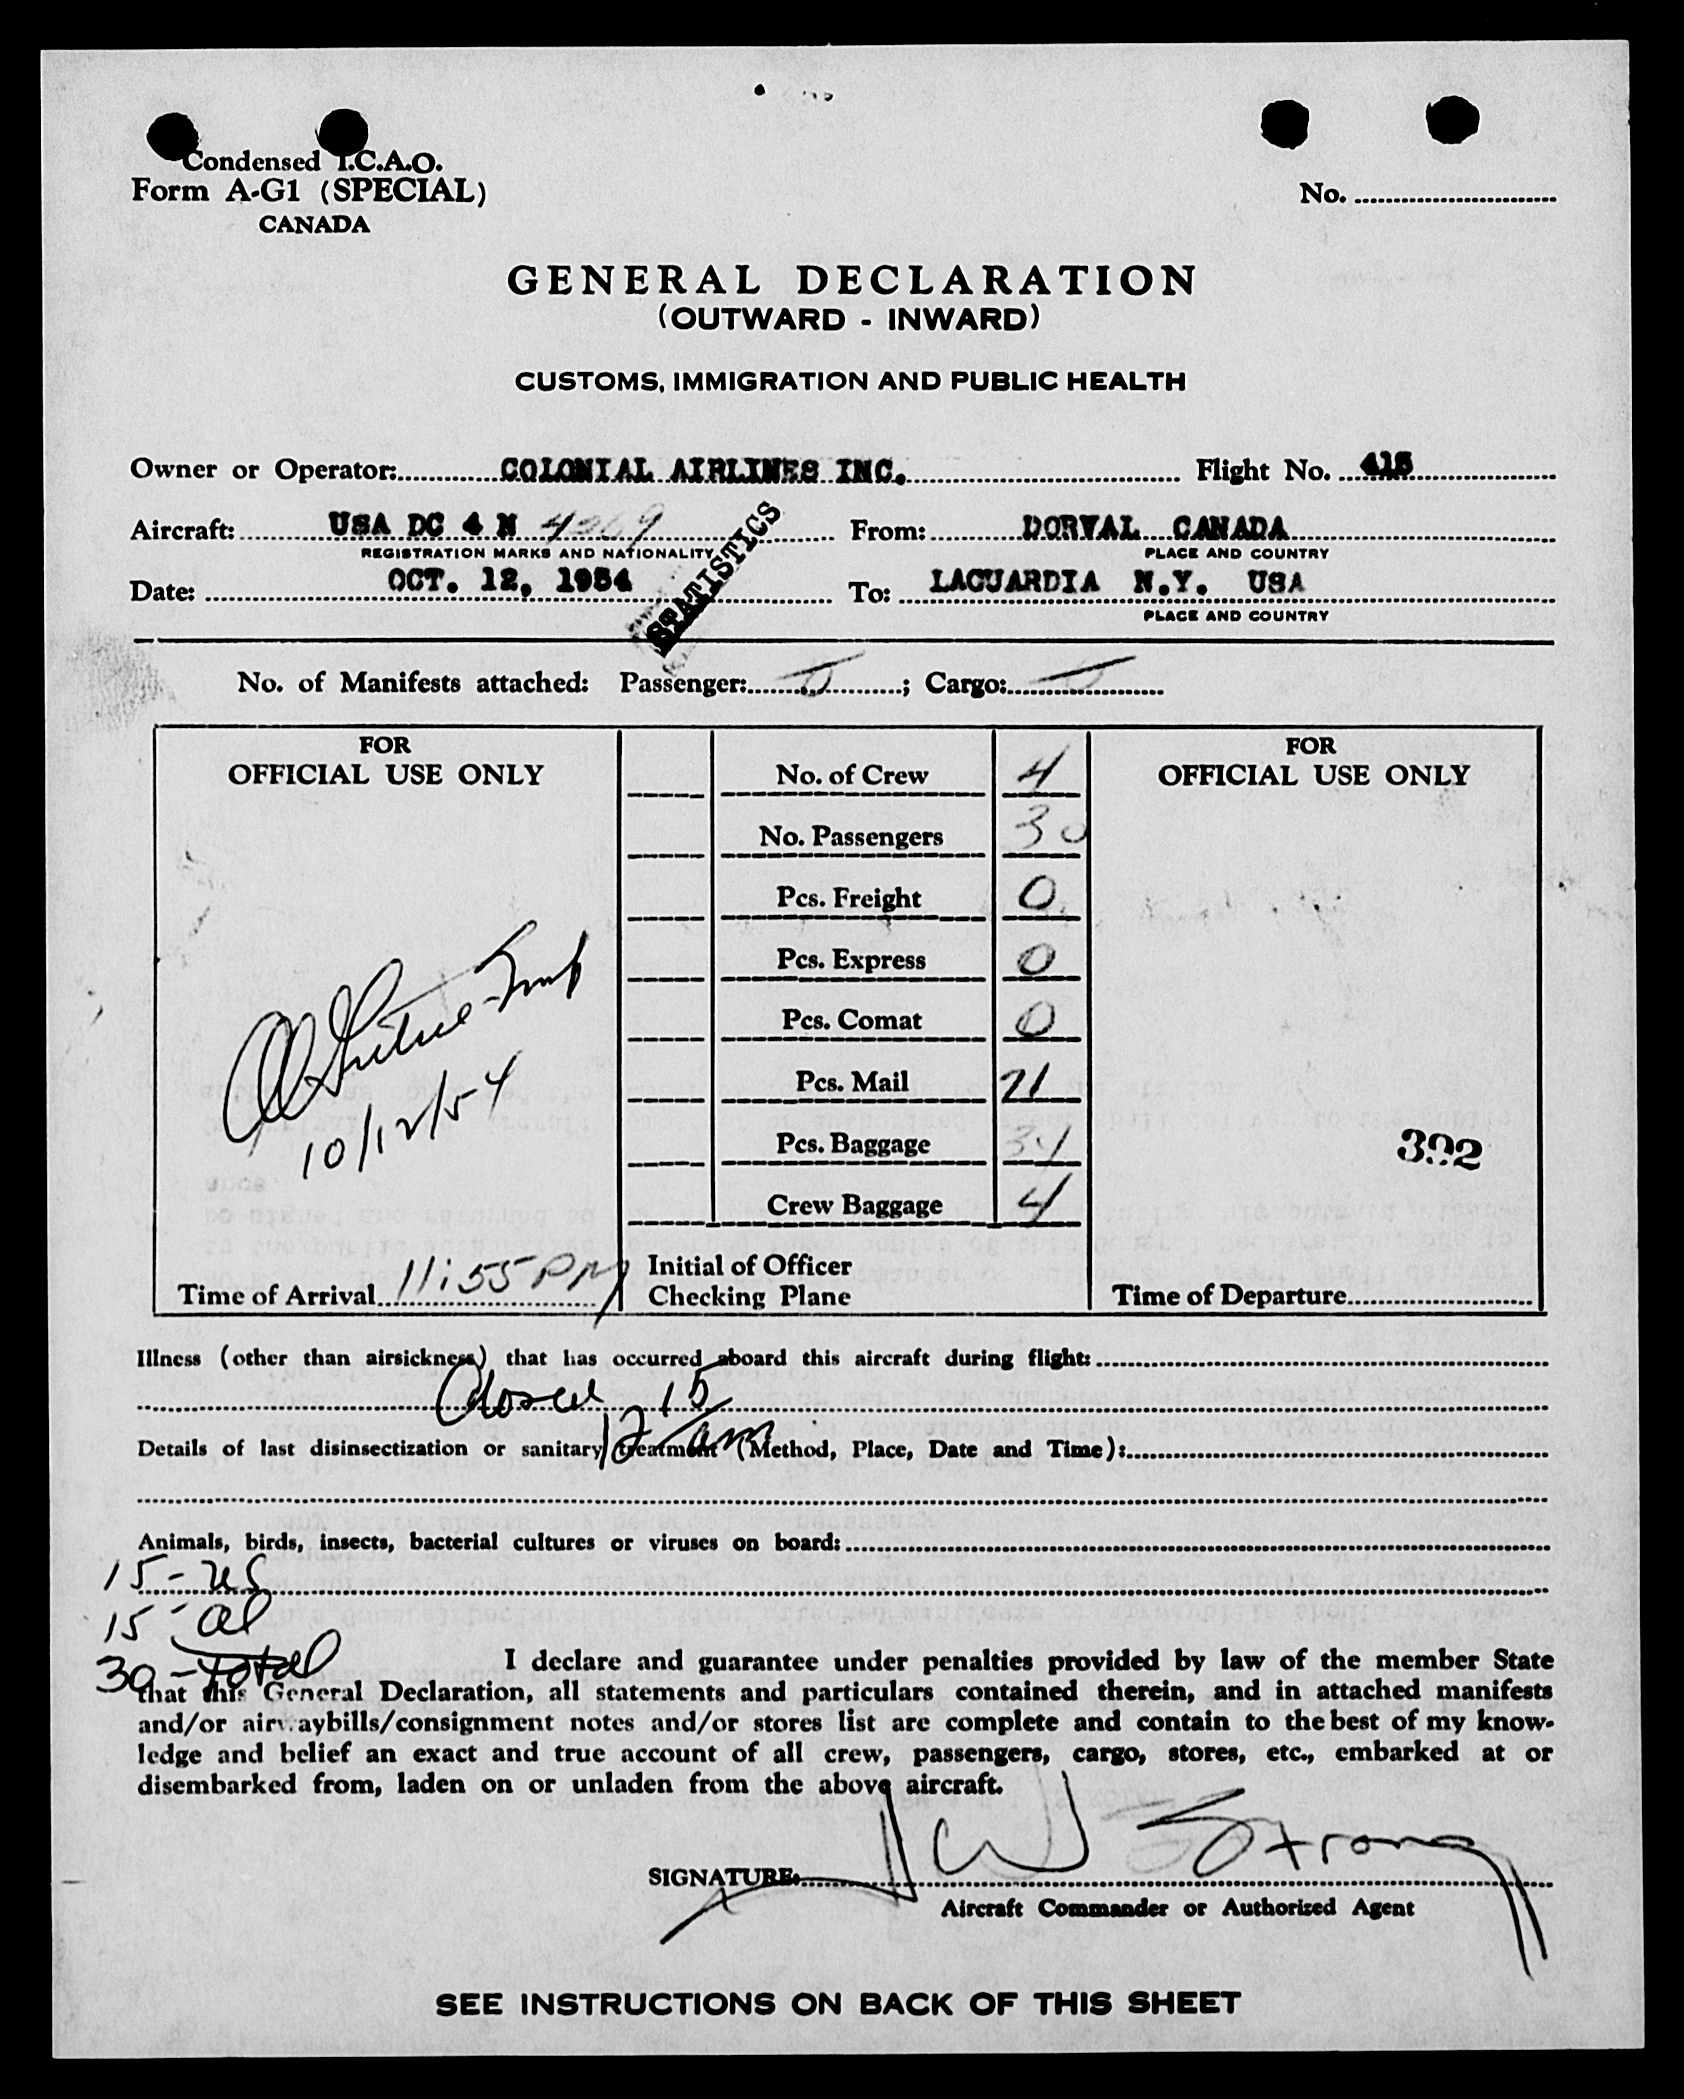 Condensed I.C.A.O.
Form A-G1 (SPECIAL)
CANADA
No.
GENERAL DECLARATION
(OUTWARD - INWARD)
CUSTOMS, IMMIGRATION AND PUBLIC HEALTH
Owner or Operator: COLONIAL AIRLINES INC. Flight No. 415
Aircraft: USA DC 4 N From: DORVAL CANADA
REGISTRATION MARKS AND NATIONALITY PLACE AND COUNTRY
STATISTICS
Date: OCT. 12, 1954 To: LAGUARDIA N.Y. USA
PLACE AND COUNTRY
No. of Manifests attached: Passenger: ; Cargo:
FOR
OFFICIAL USE ONLY
10/12/54
Time of Arrival 11:55 PM
No. of Crew 4
No. Passengers 30
Pcs. Freight 0
Pcs. Express 0
Pcs. Comat 0
Pcs. Mail 21
Pcs. Baggage
Crew Baggage 4
Initial of Officer
Checking Plane
FOR
OFFICIAL USE ONLY
392
Time of Departure
Illness (other than airsickness) that has occurred aboard this aircraft during flight:
Closed 12 15 am
Details of last disinsectization or sanitary treatment (Method, Place, Date and Time):
Animals, birds, insects, bacterial cultures or viruses on board:
15 - US
15 - al
30 - total
I declare and guarantee under penalties provided by law of the member State
that this General Declaration, all statements and particulars contained therein, and in attached manifests
and/or airwaybills/consignment notes and/or stores list are complete and contain to the best of my know-
ledge and belief an exact and true account of all crew, passengers, cargo, stores, etc., embarked at or
disembarked from, laden on or unladen from the above aircraft.
SIGNATURE: W Strong
Aircraft Commander or Authorized Agent
SEE INSTRUCTIONS ON BACK OF THIS SHEET